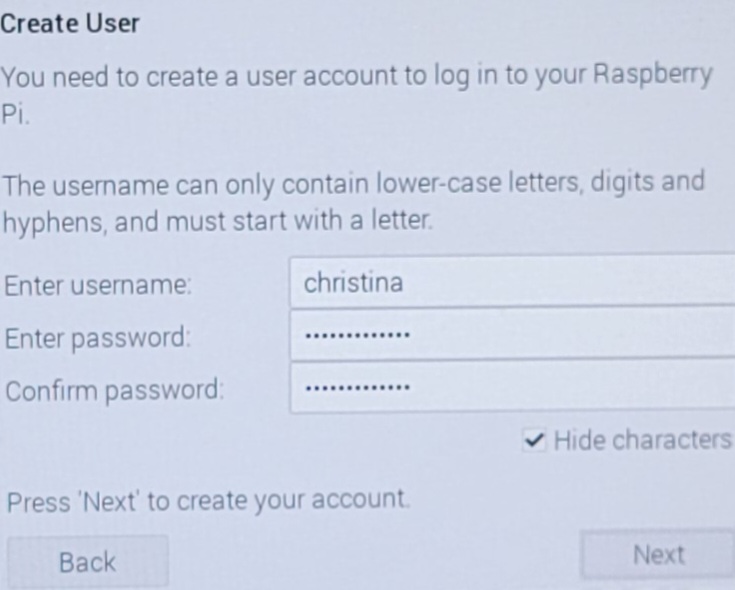 Create User
You need to create a user account to log in to your Raspberry
Pi.
The username can only contain lower-case letters, digits and
hyphens, and must start with a letter.
Enter username: christina
Enter password: •••••••••••••
Confirm password: •••••••••••••
Hide characters
Press 'Next' to create your account.
Back Next